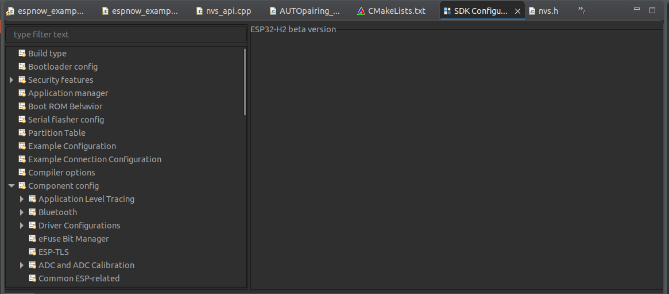 espnow_examp... espnow_examp... nvs_api.cpp AUTOpairing_... CMakeLists.txt SDK Configu... nvs.h
type filter text
ESP32-H2 beta version
Build type
Bootloader config
Security features
Application manager
Boot ROM Behavior
Serial flasher config
Partition Table
Example Configuration
Example Connection Configuration
Compiler options
Component config
Application Level Tracing
Bluetooth
Driver Configurations
eFuse Bit Manager
ESP-TLS
ADC and ADC Calibration
Common ESP-related